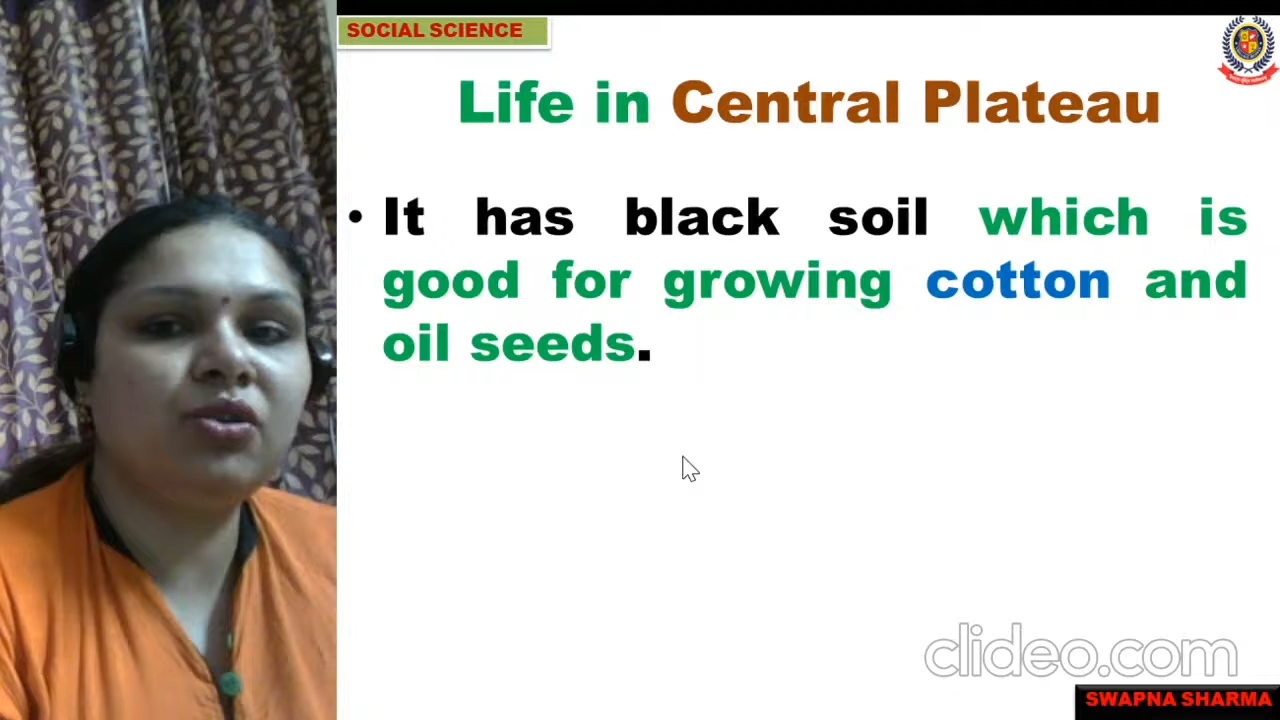 SOCIAL SCIENCE
Life in Central Plateau
• It has black soil which is
good for growing cotton and
oil seeds.
clideo.com
SWAPNA SHARMA